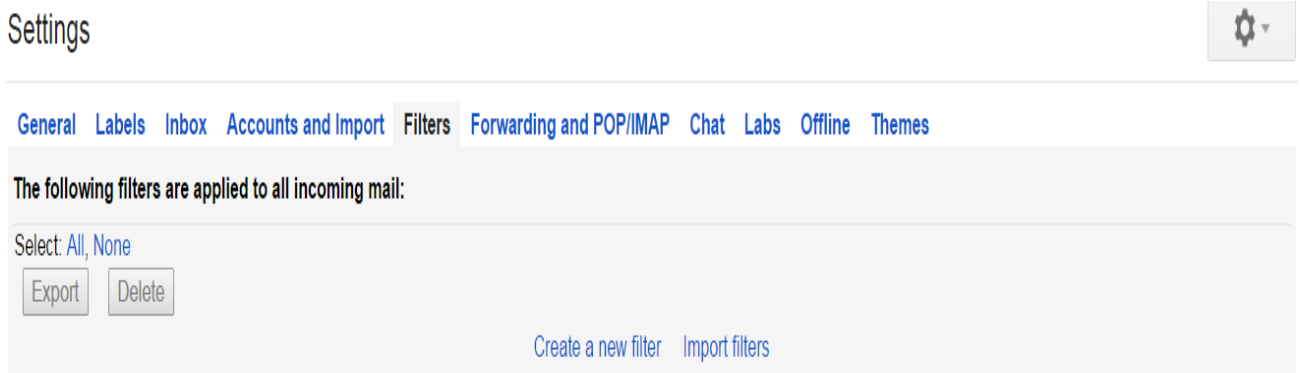 Settings
General Labels Inbox Accounts and Import Filters Forwarding and POP/IMAP Chat Labs Offline Themes
The following filters are applied to all incoming mail:
Select: All, None
Export Delete
Create a new filter Import filters